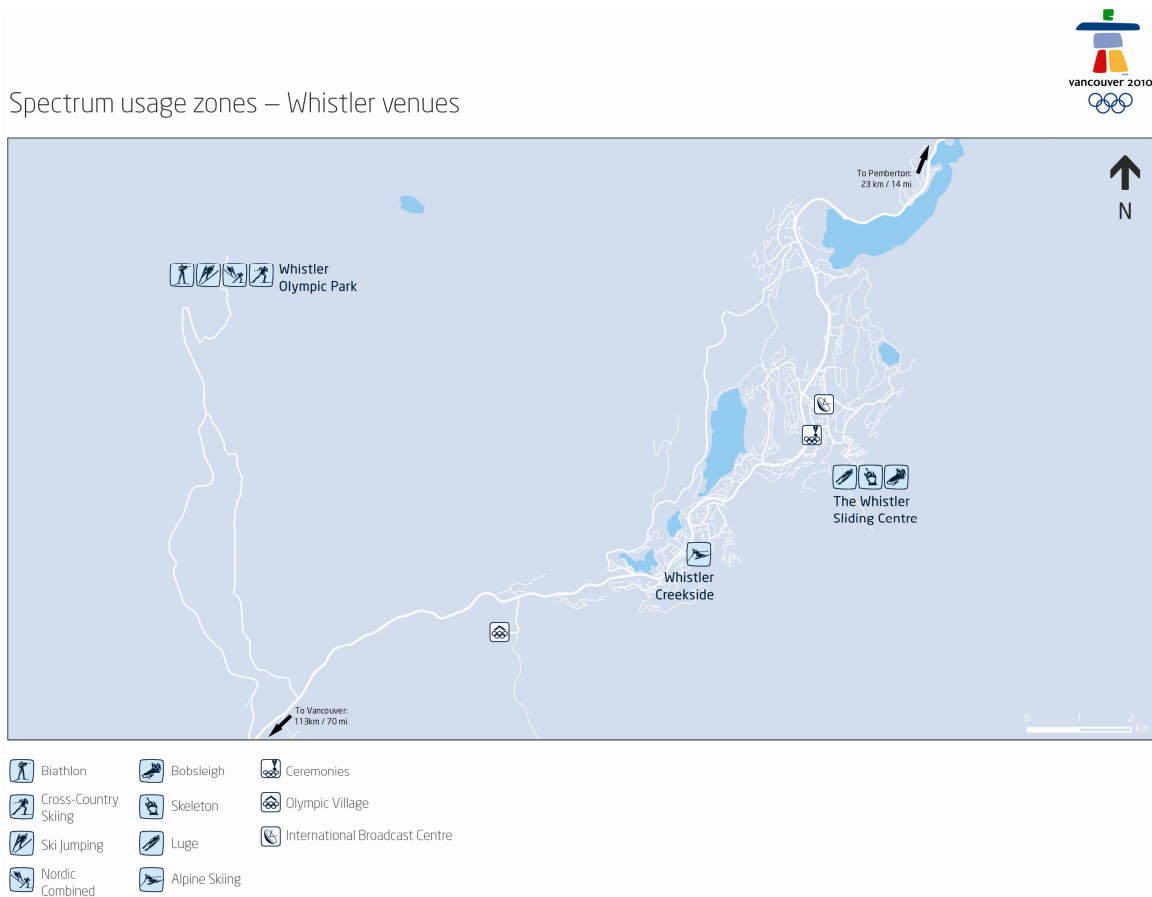 vancouver 2010
Spectrum usage zones – Whistler venues
To Pemberton:
23 km / 14 mi
N
Whistler
Olympic Park
The Whistler
Sliding Centre
Whistler
Creekside
To Vancouver:
113km / 70 mi
0 1 2
Km
Biathlon
Cross-Country
Skiing
Ski Jumping
Nordic
Combined
Bobsleigh
Skeleton
Luge
Alpine Skiing
Ceremonies
Olympic Village
International Broadcast Centre